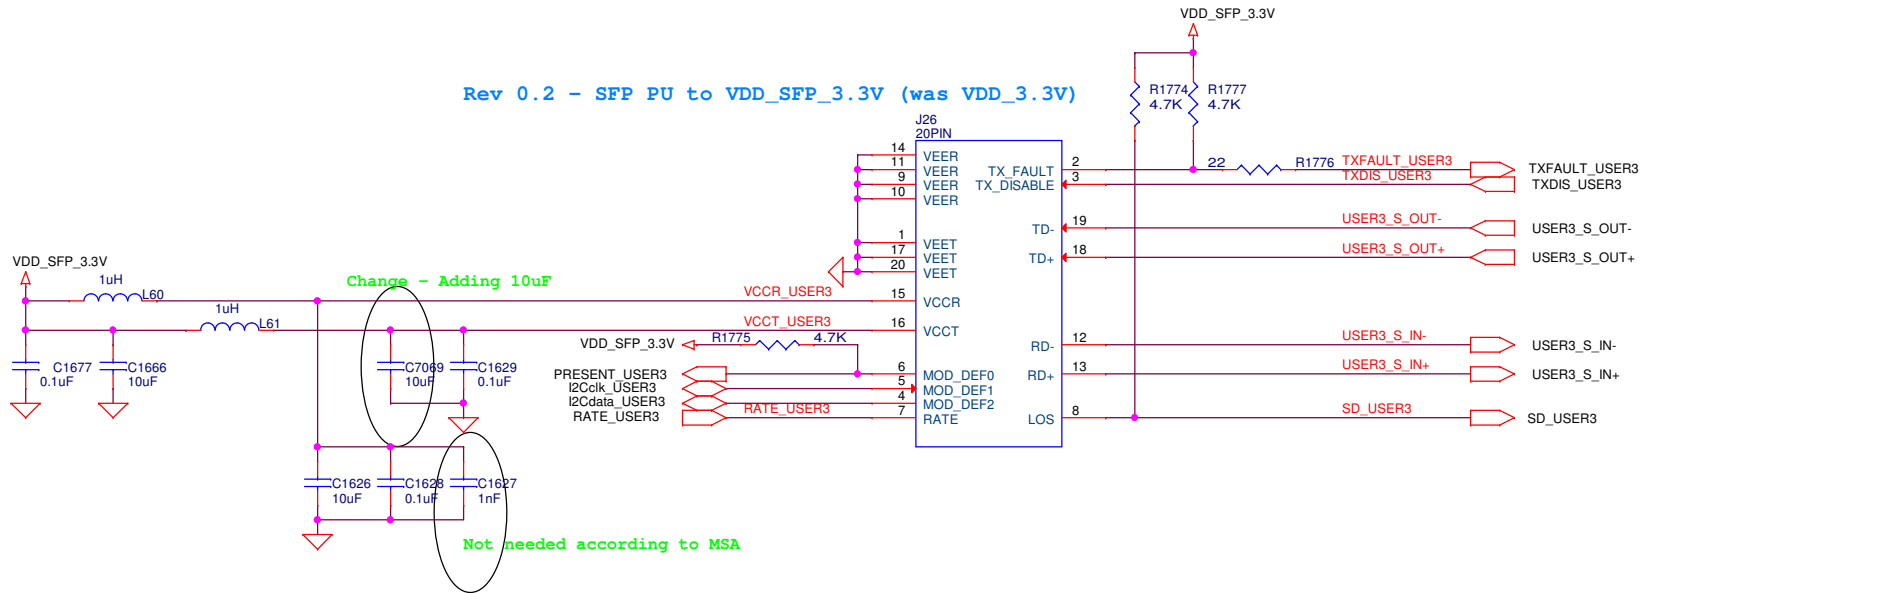 VDD_SFP_3.3V
Rev 0.2 - SFP PU to VDD_SFP_3.3V (was VDD_3.3V)
R1774
4.7K
R1777
4.7K
J26
20PIN
14 VEER
11 VEER
9 VEER
10 VEER
1 VEET
17 VEET
20 VEET
15 VCCR
16 VCCT
6 MOD_DEF0
5 MOD_DEF1
4 MOD_DEF2
7 RATE
TX_FAULT 2
TX_DISABLE 3
TD- 19
TD+ 18
RD- 12
RD+ 13
LOS 8
22 R1776
TXFAULT_USER3 TXFAULT_USER3
TXDIS_USER3 TXDIS_USER3
USER3_S_OUT- USER3_S_OUT-
USER3_S_OUT+ USER3_S_OUT+
USER3_S_IN- USER3_S_IN-
USER3_S_IN+ USER3_S_IN+
SD_USER3 SD_USER3
VDD_SFP_3.3V
1uH
L60
1uH
L61
Change - Adding 10uF
VCCR_USER3
VCCT_USER3
VDD_SFP_3.3V R1775 4.7K
PRESENT_USER3
I2Cclk_USER3
I2Cdata_USER3
RATE_USER3 RATE_USER3
C1677
0.1uF
C1666
10uF
C7069
10uF
C1629
0.1uF
C1626
10uF
C1628
0.1uF
C1627
1nF
Not needed according to MSA